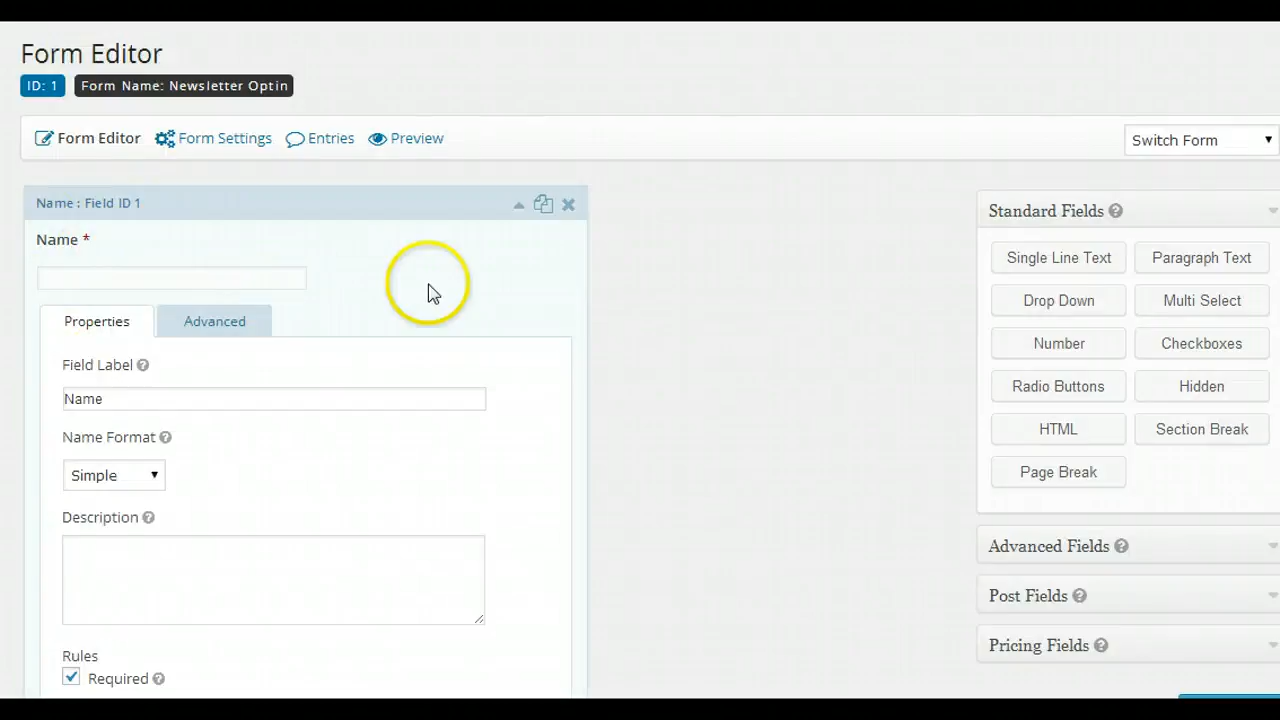 Form Editor
ID: 1 Form Name: Newsletter Optin
Form Editor Form Settings Entries Preview
Switch Form
Name : Field ID 1
Name *
Properties Advanced
Field Label
Name
Name Format
Simple
Description
Rules
Required
Standard Fields
Single Line Text Paragraph Text
Drop Down Multi Select
Number Checkboxes
Radio Buttons Hidden
HTML Section Break
Page Break
Advanced Fields
Post Fields
Pricing Fields